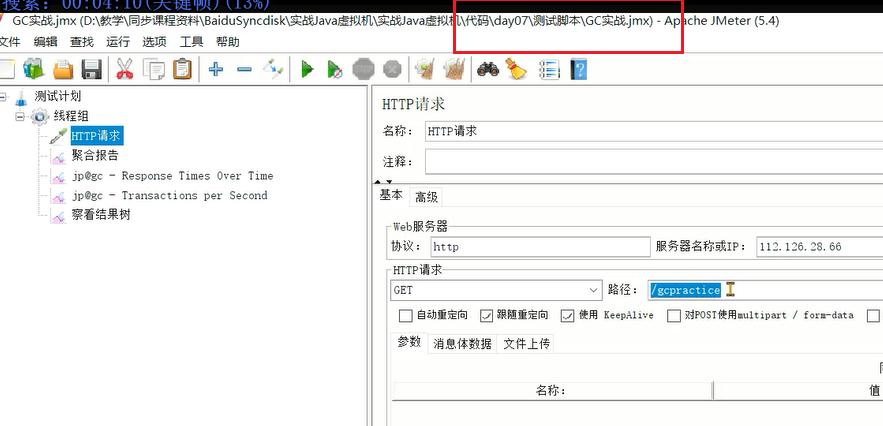 搜索：00:04:10(关键帧)(13%)
GC实战.jmx (D:\教学\同步课程资料\BaiduSyncdisk\实战Java虚拟机\实战Java虚拟机\代码\day07\测试脚本\GC实战.jmx) - Apache JMeter (5.4)
文件 编辑 查找 运行 选项 工具 帮助
测试计划
线程组
HTTP请求
聚合报告
jp@gc - Response Times Over Time
jp@gc - Transactions per Second
察看结果树
HTTP请求
名称： HTTP请求
注释：
基本 高级
Web服务器
协议： http 服务器名称或IP： 112.126.28.66
HTTP请求
GET 路径： /gcpractice
自动重定向 跟随重定向 使用 KeepAlive 对POST使用multipart / form-data
参数 消息体数据 文件上传
名称： 值